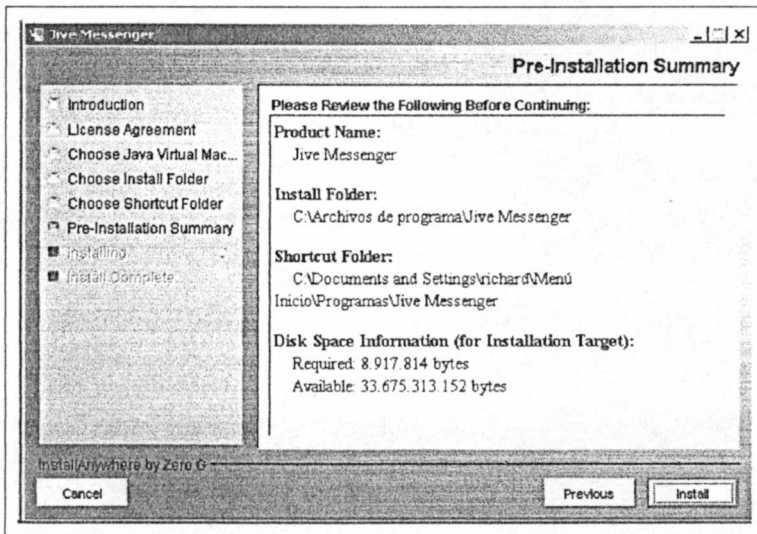 Jive Messenger
Pre-Installation Summary
Introduction
License Agreement
Choose Java Virtual Mac...
Choose Install Folder
Choose Shortcut Folder
Pre-Installation Summary
Installing...
Install Complete
Please Review the Following Before Continuing:
Product Name:
Jive Messenger
Install Folder:
C:\Archivos de programa\Jive Messenger
Shortcut Folder:
C:\Documents and Settings\richard\Menú
Inicio\Programas\Jive Messenger
Disk Space Information (for Installation Target):
Required: 8.917.814 bytes
Available: 33.675.313.152 bytes
InstallAnywhere by Zero G
Cancel
Previous
Install